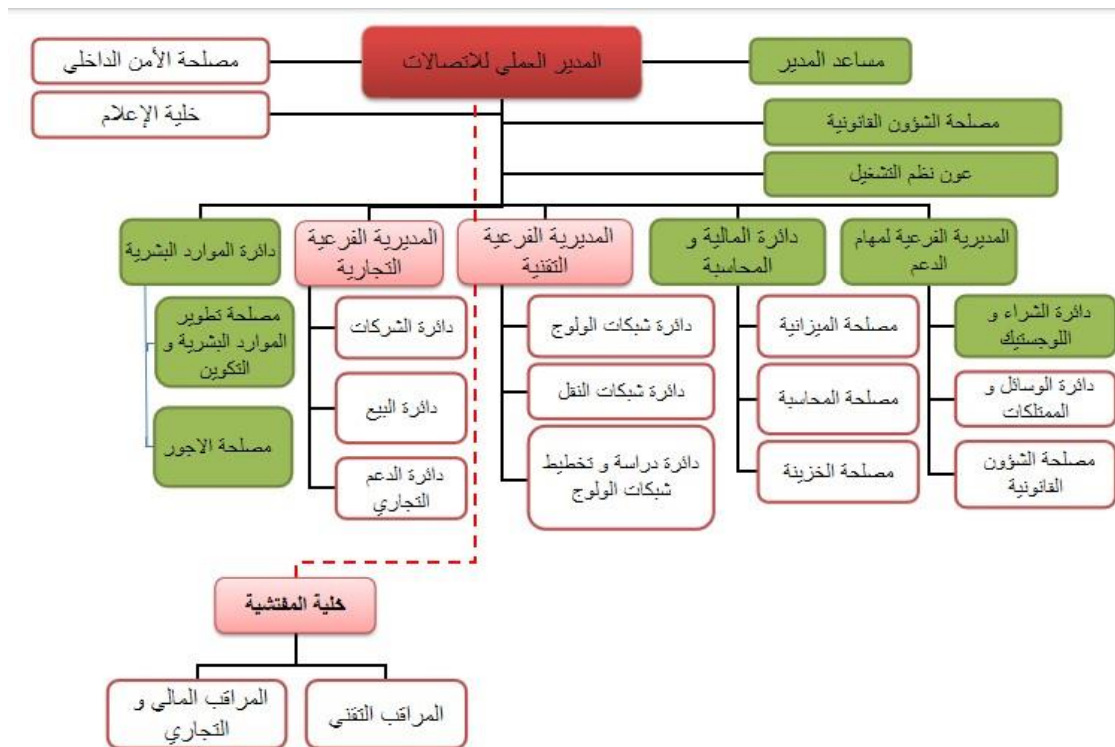 المدير العملي للاتصالات
مساعد المدير
مصلحة الأمن الداخلي
خلية الإعلام
مصلحة الشؤون القانونية
عون نظم التشغيل
المديرية الفرعية لمهام
الدعم
دائرة المالية و
المحاسبة
المديرية الفرعية
التقنية
المديرية الفرعية
التجارية
دائرة الموارد البشرية
دائرة الشراء و
اللوجستيك
دائرة الوسائل و
الممتلكات
مصلحة الشؤون
القانونية
مصلحة الميزانية
مصلحة المحاسبة
مصلحة الخزينة
دائرة شبكات الولوج
دائرة شبكات النقل
دائرة دراسة و تخطيط
شبكات الولوج
دائرة الشركات
دائرة البيع
دائرة الدعم
التجاري
مصلحة تطوير
الموارد البشرية و
التكوين
مصلحة الاجور
خلية المفتشية
المراقب التقني
المراقب المالي و
التجاري